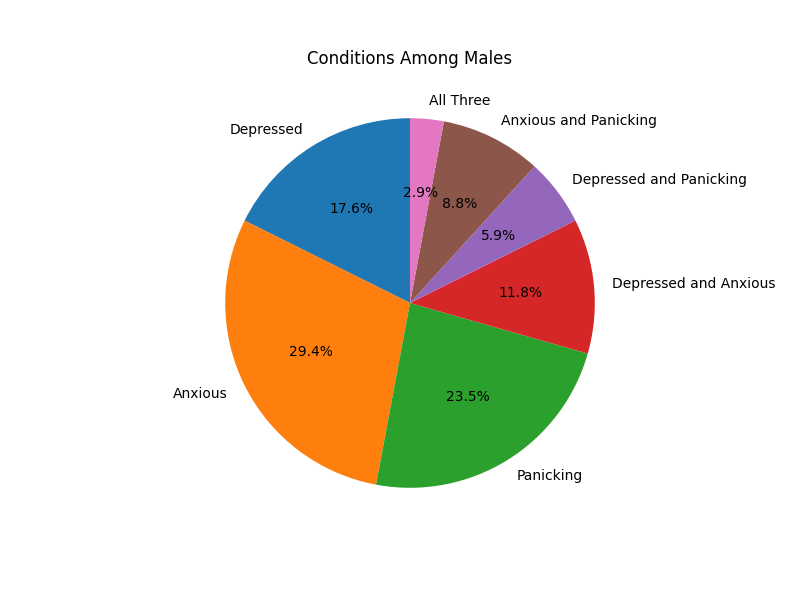 Conditions Among Males
All Three
Anxious and Panicking
Depressed
Depressed and Panicking
2.9%
8.8%
17.6%
5.9%
Depressed and Anxious
11.8%
29.4%
Anxious
23.5%
Panicking